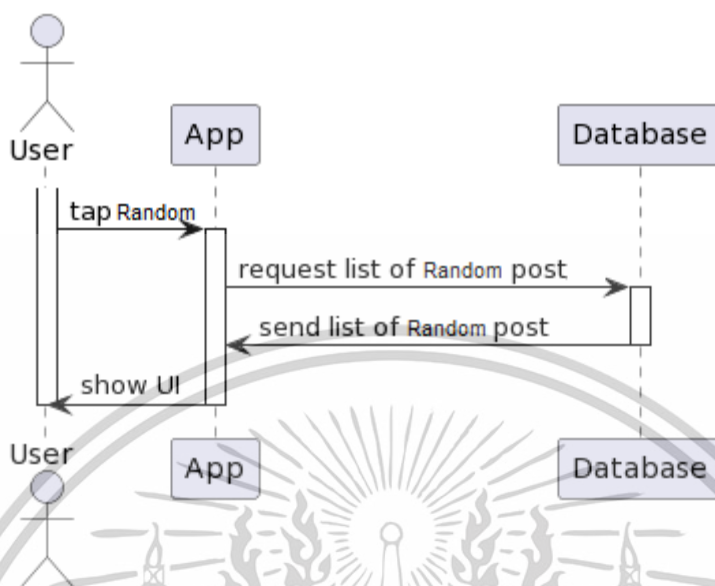 User
App
Database
tap Random
request list of Random post
send list of Random post
show UI
User
App
Database